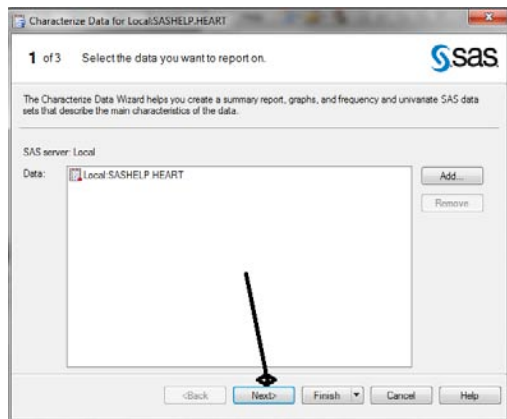 Characterize Data for Local:SASHELP.HEART
1 of 3 Select the data you want to report on.
sas
The Characterize Data Wizard helps you create a summary report, graphs, and frequency and univariate SAS data
sets that describe the main characteristics of the data.
SAS server: Local
Data:
Local:SASHELP.HEART
Add...
Remove
<Back
Next>
Finish
Cancel
Help